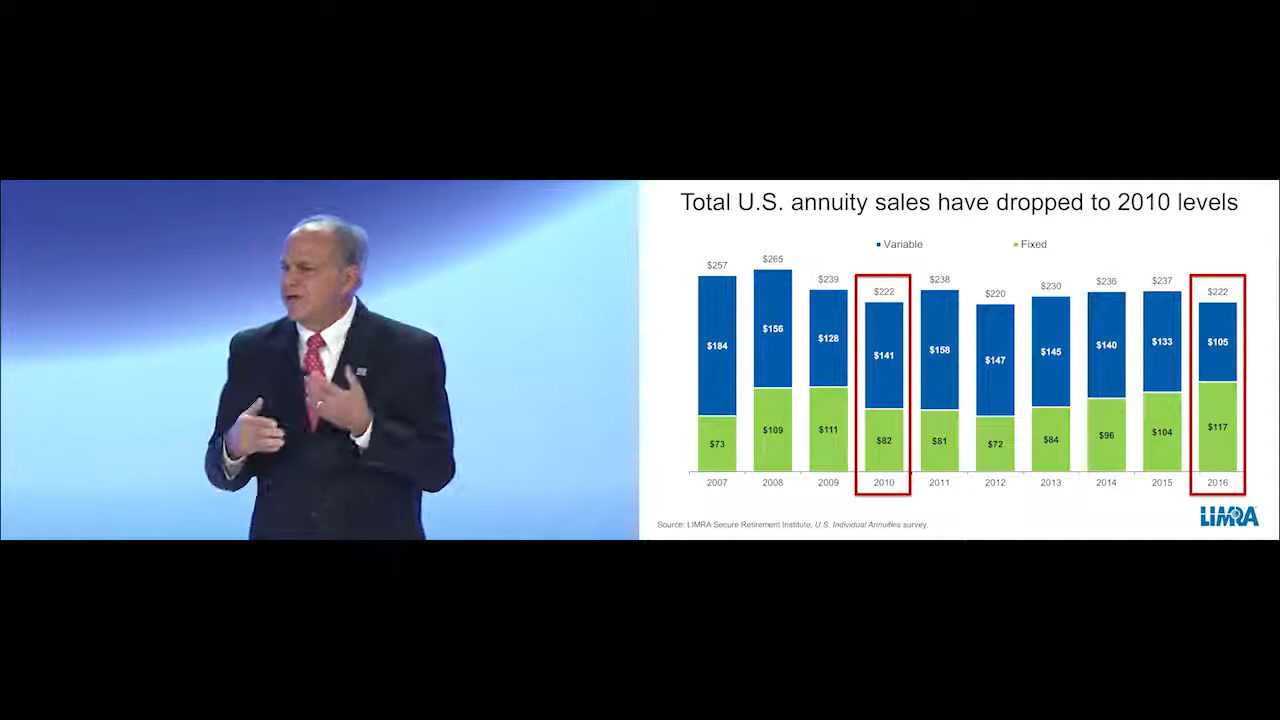 Total U.S. annuity sales have dropped to 2010 levels
Variable Fixed
$257 $265 $239 $222 $238 $220 $230 $236 $237 $222
$184 $156 $128 $141 $158 $147 $145 $140 $133 $105
$73 $109 $111 $82 $81 $72 $84 $96 $104 $117
2007 2008 2009 2010 2011 2012 2013 2014 2015 2016
Source: LIMRA Secure Retirement Institute, U.S. Individual Annuities survey.
LIMRA